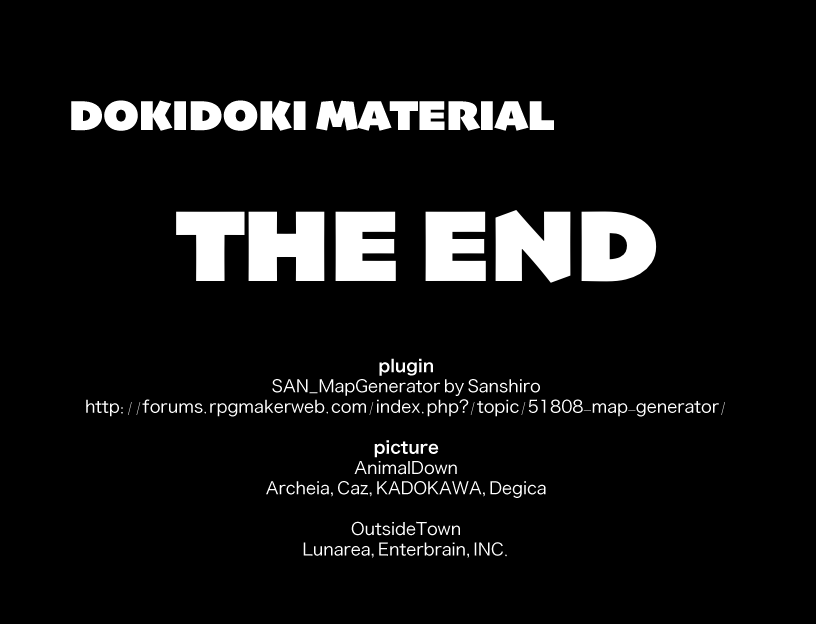 DOKIDOKI MATERIAL
THE END
plugin
SAN_MapGenerator by Sanshiro
http://forums.rpgmakerweb.com/index.php?/topic/51808-map-generator/
picture
AnimalDown
Archeia, Caz, KADOKAWA, Degica
OutsideTown
Lunarea, Enterbrain, INC.